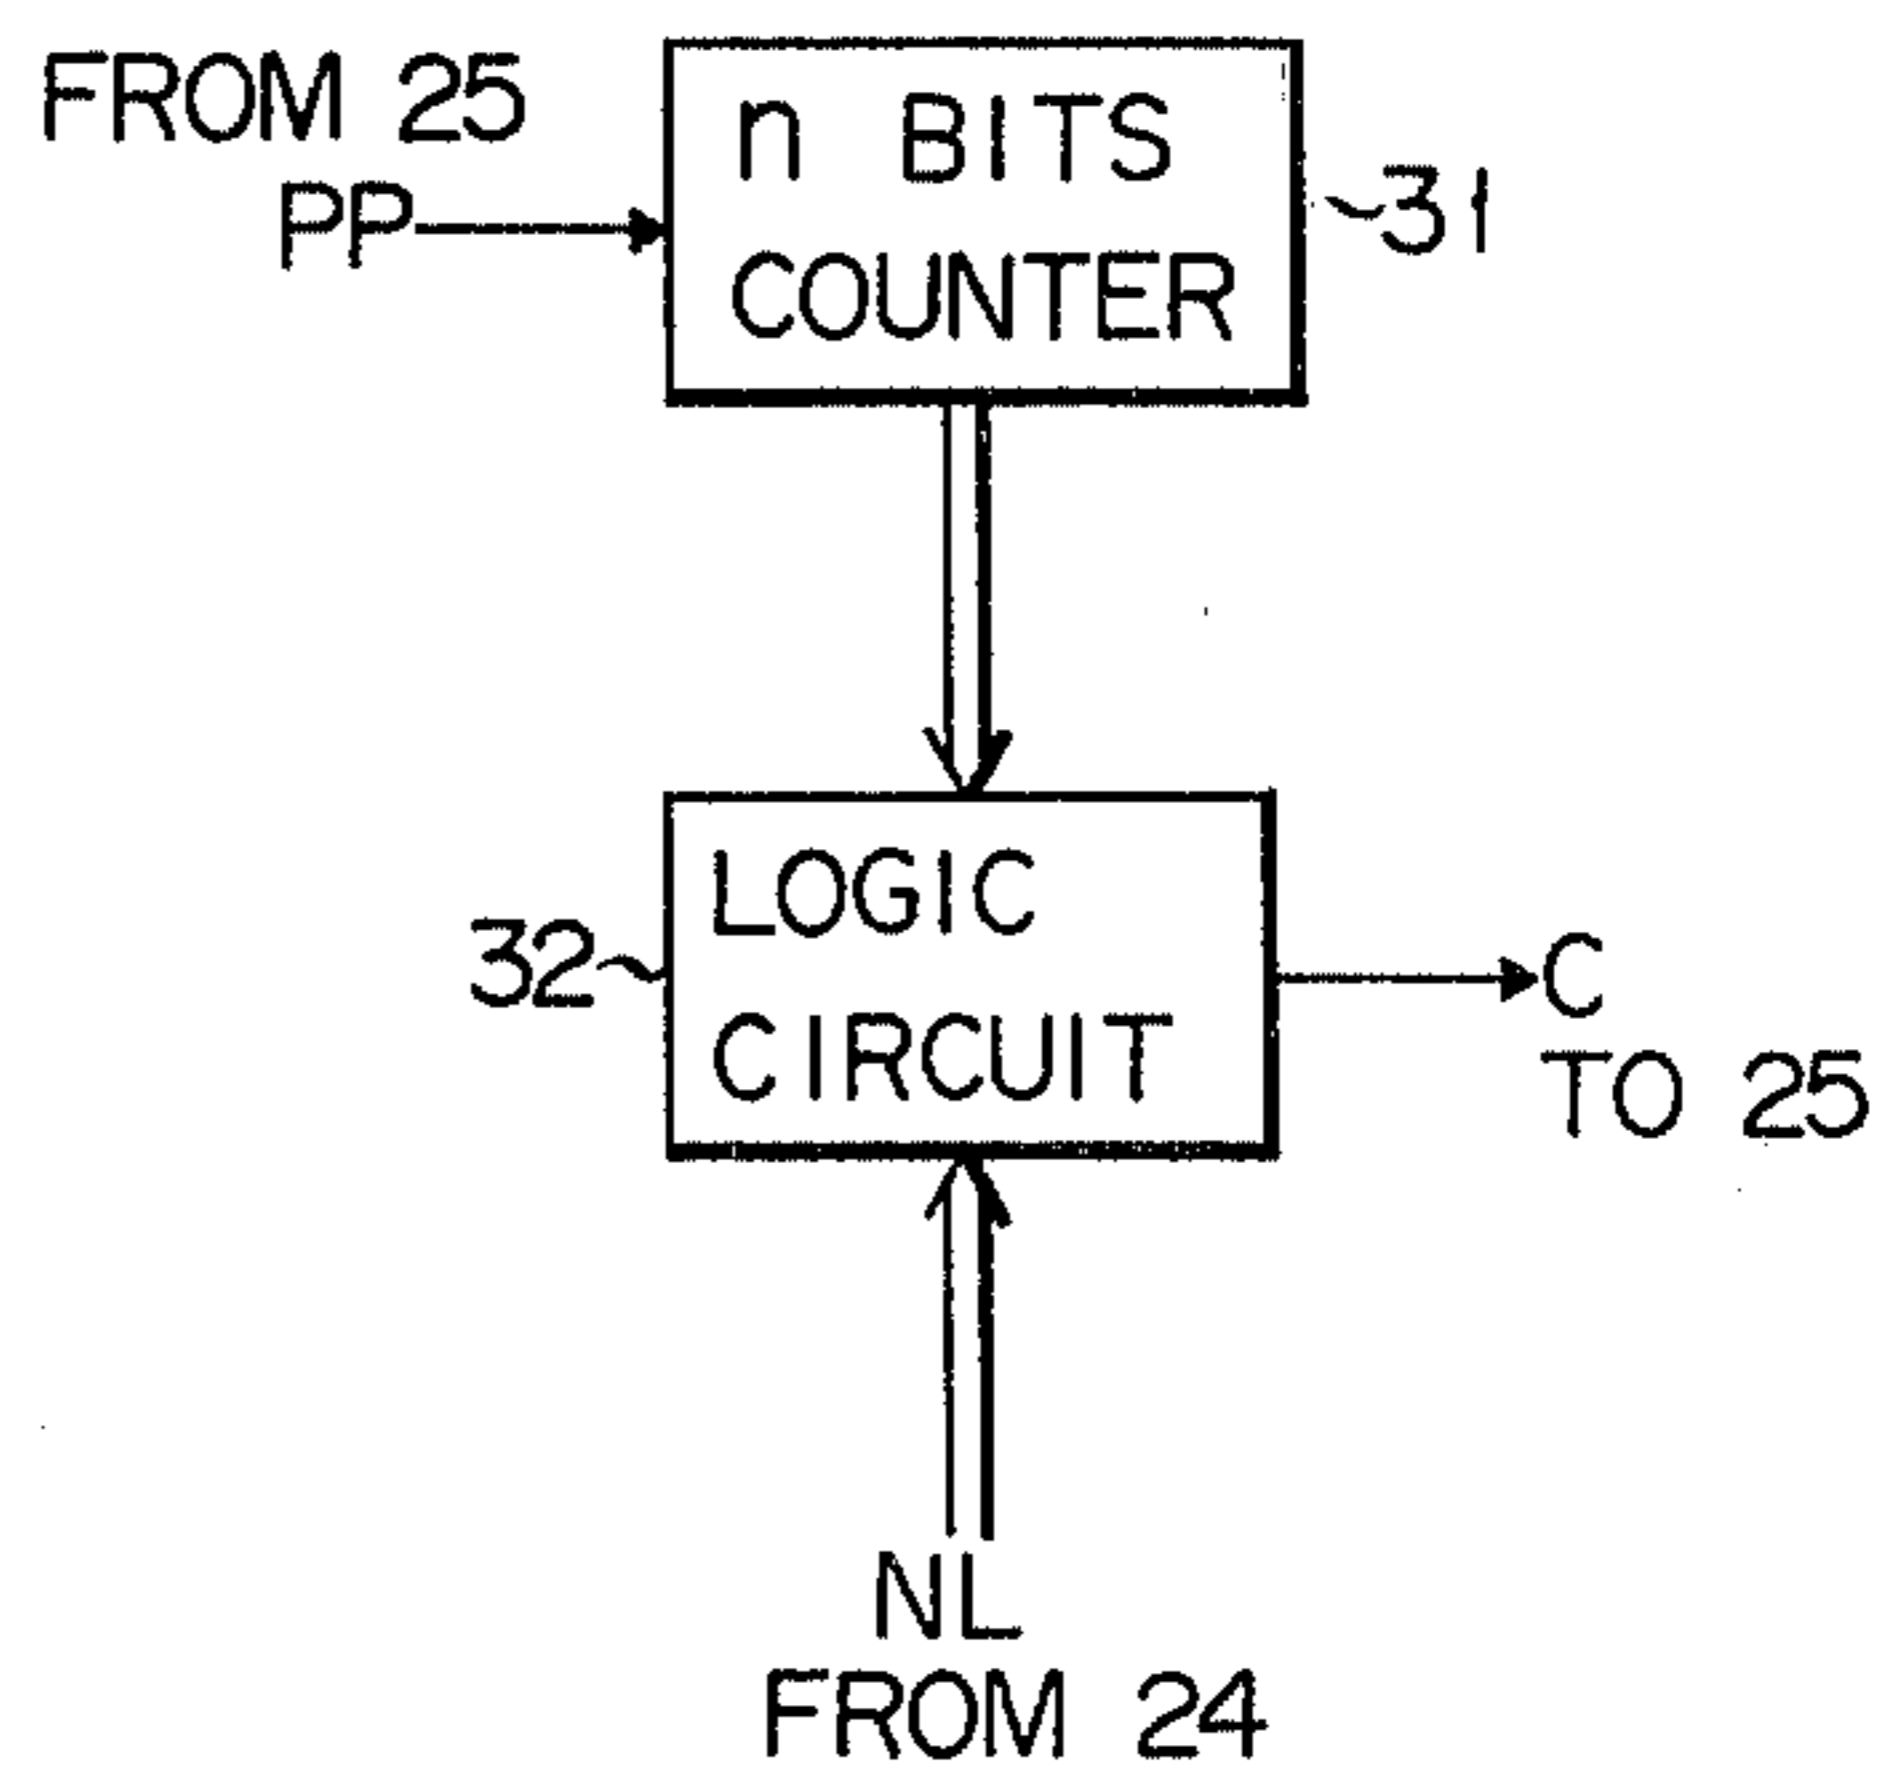 FROM 25
PP
n BITS
COUNTER
31
LOGIC
CIRCUIT
32
C
TO 25
NL
FROM 24